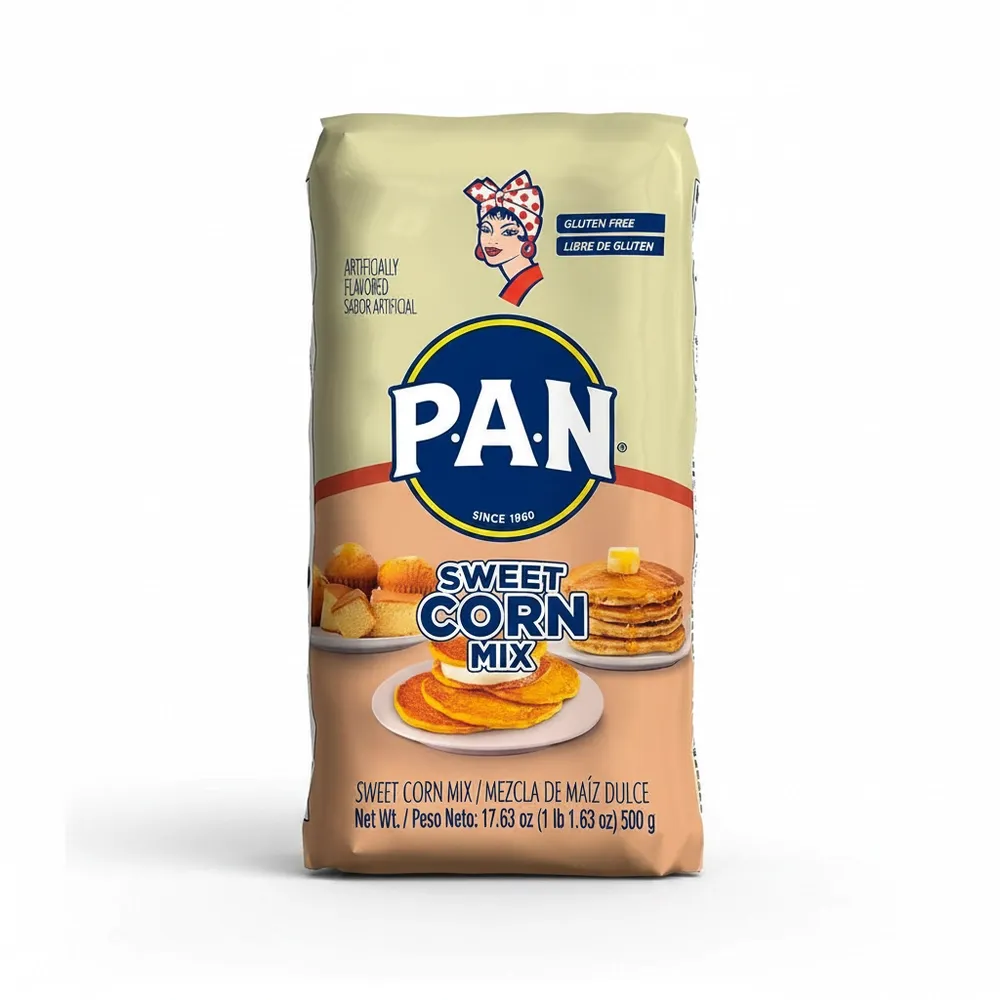 GLUTEN FREE
LIBRE DE GLUTEN
ARTIFICIALLY
FLAVORED
SABOR ARTIFICIAL
P.A.N
®
SINCE 1960
SWEET
CORN
MIX
SWEET CORN MIX / MEZCLA DE MAÍZ DULCE
Net Wt. / Peso Neto: 17.63 oz (1 lb 1.63 oz) 500 g